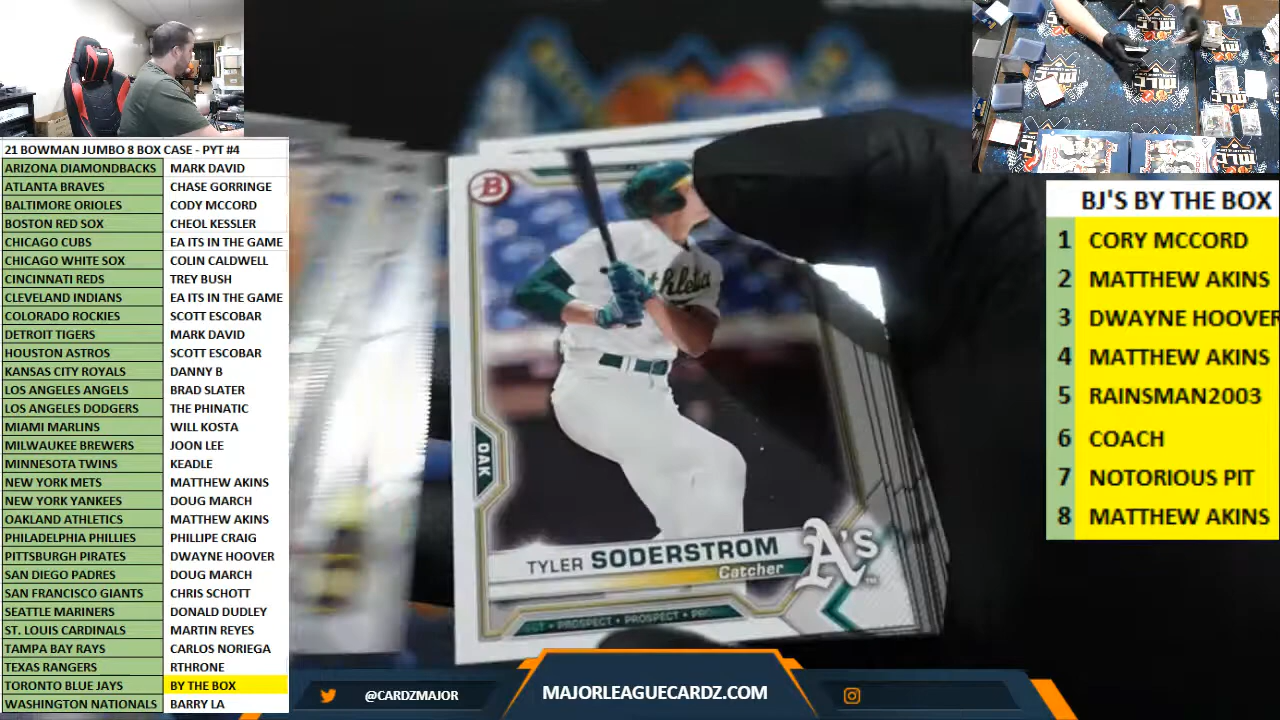 21 BOWMAN JUMBO 8 BOX CASE - PYT #4
ARIZONA DIAMONDBACKS MARK DAVID
ATLANTA BRAVES CHASE GORRINGE
BALTIMORE ORIOLES CODY MCCORD
BOSTON RED SOX CHEOL KESSLER
CHICAGO CUBS EA ITS IN THE GAME
CHICAGO WHITE SOX COLIN CALDWELL
CINCINNATI REDS TREY BUSH
CLEVELAND INDIANS EA ITS IN THE GAME
COLORADO ROCKIES SCOTT ESCOBAR
DETROIT TIGERS MARK DAVID
HOUSTON ASTROS SCOTT ESCOBAR
KANSAS CITY ROYALS DANNY B
LOS ANGELES ANGELS BRAD SLATER
LOS ANGELES DODGERS THE PHINATIC
MIAMI MARLINS WILL KOSTA
MILWAUKEE BREWERS JOON LEE
MINNESOTA TWINS KEADLE
NEW YORK METS MATTHEW AKINS
NEW YORK YANKEES DOUG MARCH
OAKLAND ATHLETICS MATTHEW AKINS
PHILADELPHIA PHILLIES PHILLIPE CRAIG
PITTSBURGH PIRATES DWAYNE HOOVER
SAN DIEGO PADRES DOUG MARCH
SAN FRANCISCO GIANTS CHRIS SCHOTT
SEATTLE MARINERS DONALD DUDLEY
ST. LOUIS CARDINALS MARTIN REYES
TAMPA BAY RAYS CARLOS NORIEGA
TEXAS RANGERS RTHRONE
TORONTO BLUE JAYS BY THE BOX
WASHINGTON NATIONALS BARRY LA
B
OAK
TYLER SODERSTROM
Catcher
A's
PROSPECT • PROSPECT
BJ'S BY THE BOX
1 CORY MCCORD
2 MATTHEW AKINS
3 DWAYNE HOOVER
4 MATTHEW AKINS
5 RAINSMAN2003
6 COACH
7 NOTORIOUS PIT
8 MATTHEW AKINS
@CARDZMAJOR
MAJORLEAGUECARDZ.COM